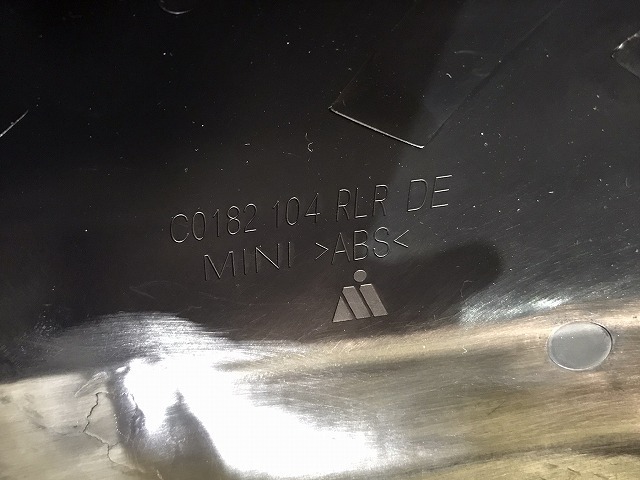 C0182 104 RLR DE
MINI >ABS<